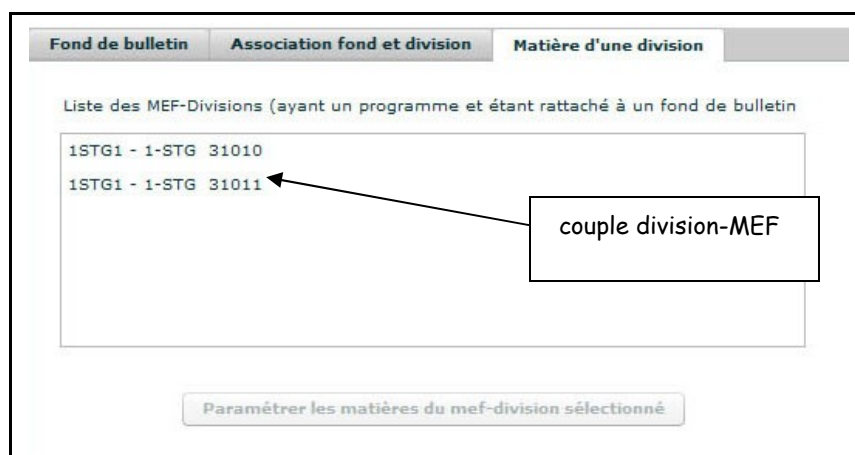 Fond de bulletin Association fond et division Matière d'une division
Liste des MEF-Divisions (ayant un programme et étant rattaché à un fond de bulletin
1STG1 - 1-STG 31010
1STG1 - 1-STG 31011
couple division-MEF
Paramétrer les matières du mef-division sélectionné